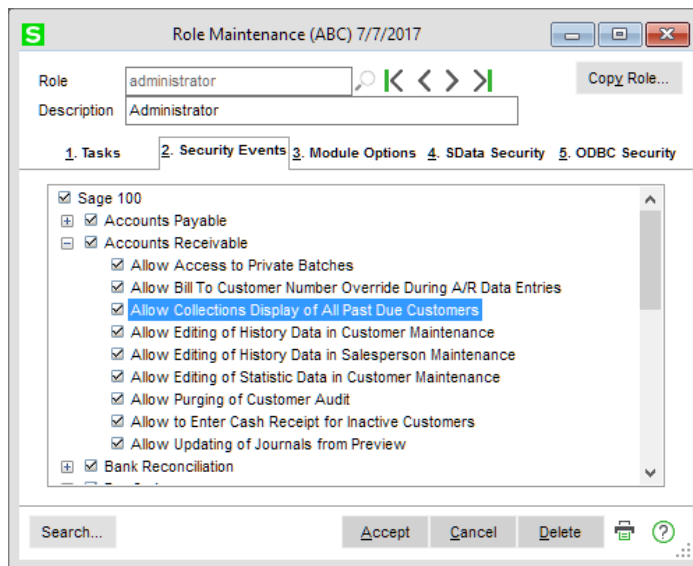 S Role Maintenance (ABC) 7/7/2017
Role administrator Copy Role...
Description Administrator
1. Tasks 2. Security Events 3. Module Options 4. SData Security 5. ODBC Security
Sage 100
Accounts Payable
Accounts Receivable
Allow Access to Private Batches
Allow Bill To Customer Number Override During A/R Data Entries
Allow Collections Display of All Past Due Customers
Allow Editing of History Data in Customer Maintenance
Allow Editing of History Data in Salesperson Maintenance
Allow Editing of Statistic Data in Customer Maintenance
Allow Purging of Customer Audit
Allow to Enter Cash Receipt for Inactive Customers
Allow Updating of Journals from Preview
Bank Reconciliation
Search... Accept Cancel Delete ?